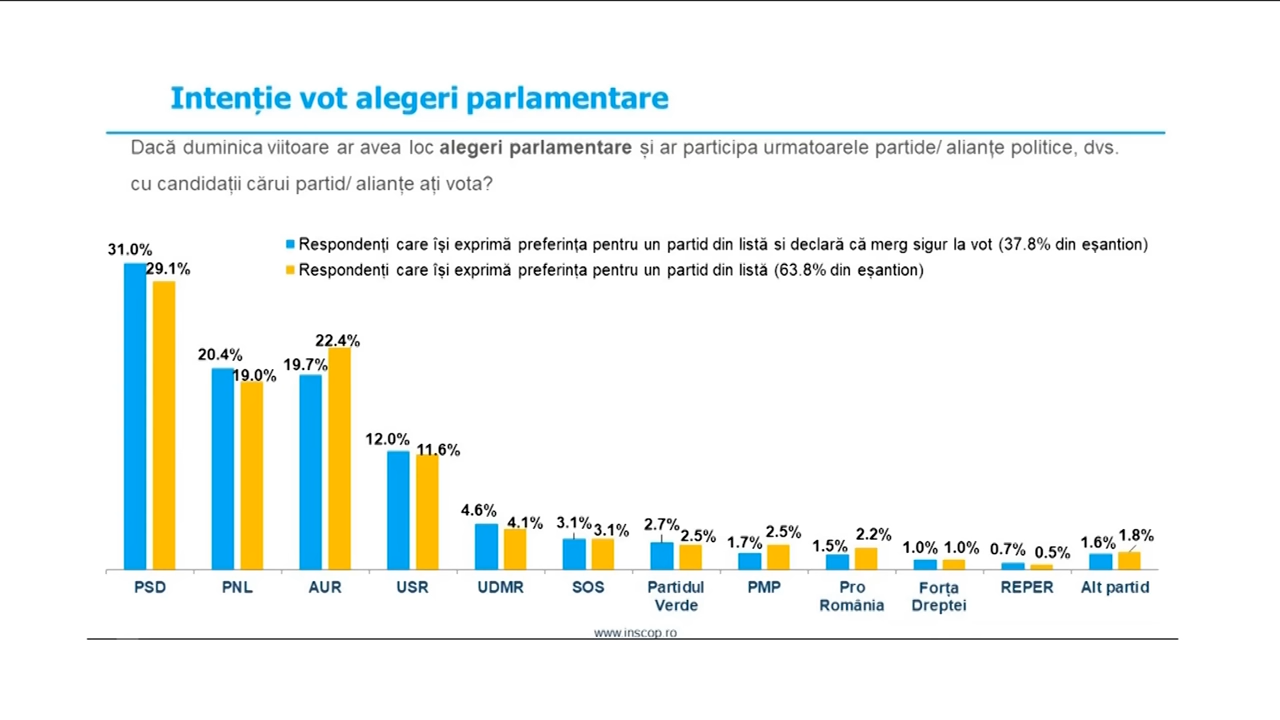 Intenție vot alegeri parlamentare
Dacă duminica viitoare ar avea loc alegeri parlamentare și ar participa urmatoarele partide/ alianțe politice, dvs.
cu candidații cărui partid/ alianțe ați vota?
Respondenți care își exprimă preferința pentru un partid din listă si declară că merg sigur la vot (37.8% din eșantion)
Respondenți care își exprimă preferința pentru un partid din listă (63.8% din eșantion)
31.0% 29.1%
20.4% 19.0%
19.7% 22.4%
12.0% 11.6%
4.6% 4.1%
3.1% 3.1%
2.7% 2.5%
1.7% 2.5%
1.5% 2.2%
1.0% 1.0%
0.7% 0.5%
1.6% 1.8%
PSD PNL AUR USR UDMR SOS Partidul PMP Pro Forța REPER Alt partid
Verde România Dreptei
www.inscop.ro